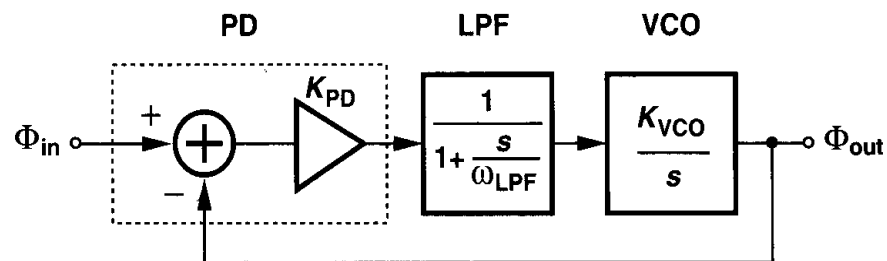 PD
LPF
VCO
Φin
+
−
+
KPD
1
1+ s
ωLPF
KVCO
s
Φout